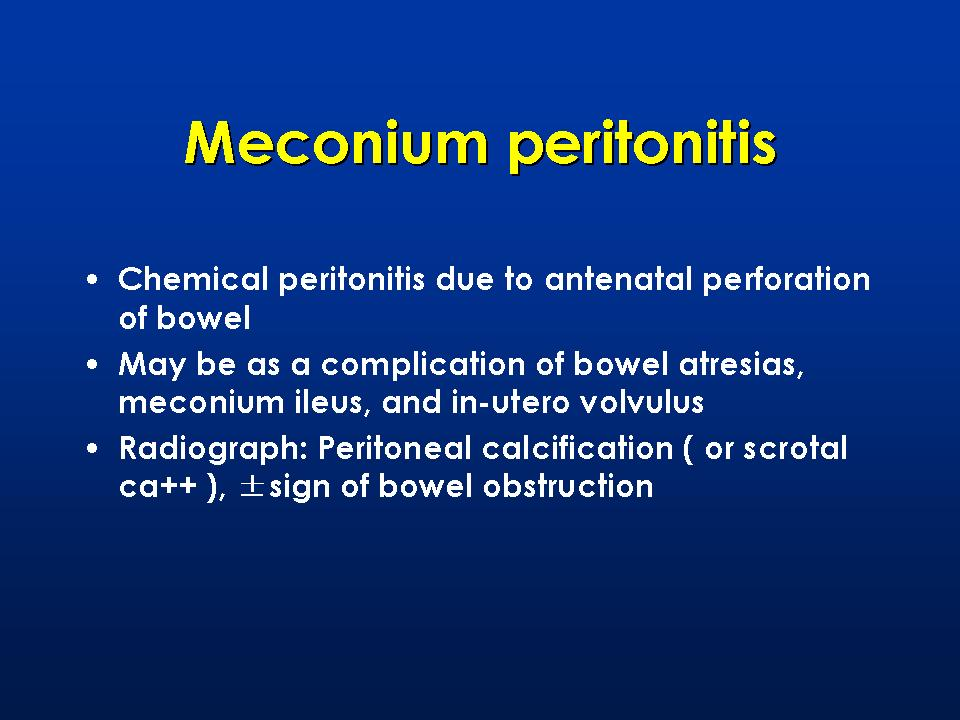 Meconium peritonitis
• Chemical peritonitis due to antenatal perforation
of bowel
• May be as a complication of bowel atresias,
meconium ileus, and in-utero volvulus
• Radiograph: Peritoneal calcification ( or scrotal
ca++ ), ±sign of bowel obstruction